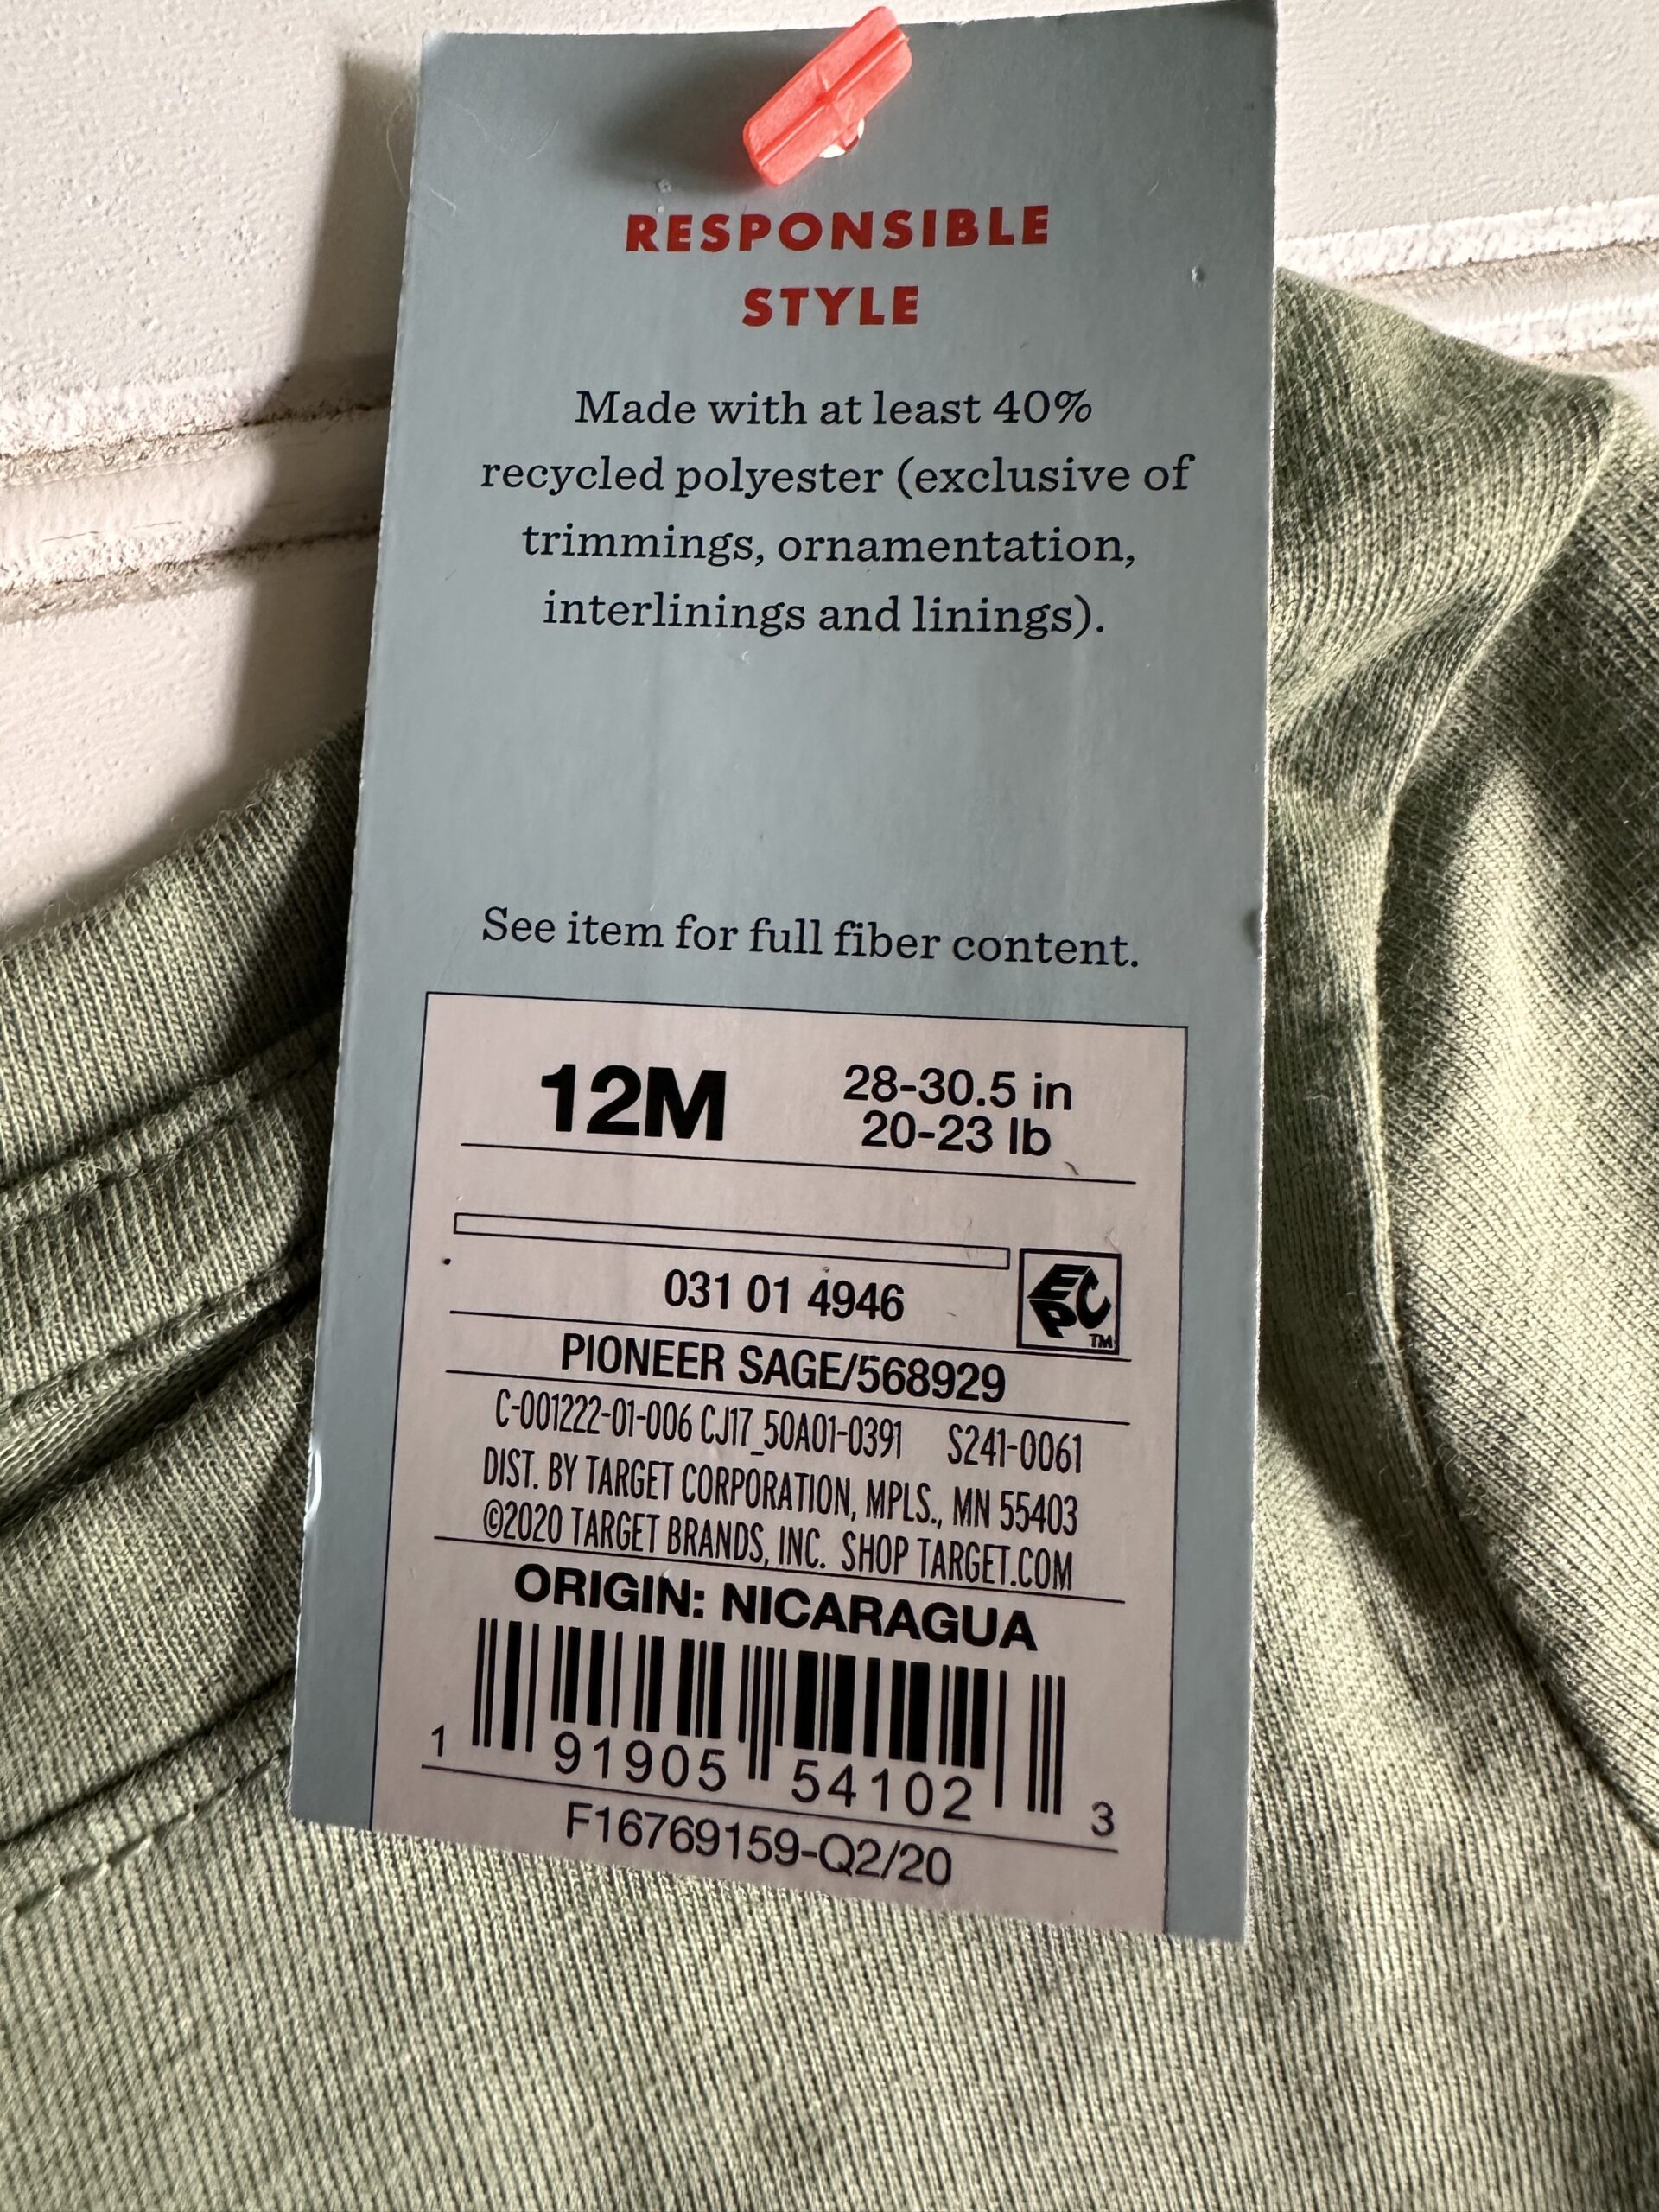 RESPONSIBLE
STYLE
Made with at least 40%
recycled polyester (exclusive of
trimmings, ornamentation,
interlinings and linings).
See item for full fiber content.
12M
28-30.5 in
20-23 lb
031 01 4946
EPC
TM
PIONEER SAGE/568929
C-001222-01-006 CJ17_50A01-0391 S241-0061
DIST. BY TARGET CORPORATION, MPLS., MN 55403
©2020 TARGET BRANDS, INC. SHOP TARGET.COM
ORIGIN: NICARAGUA
1 91905 54102 3
F16769159-Q2/20